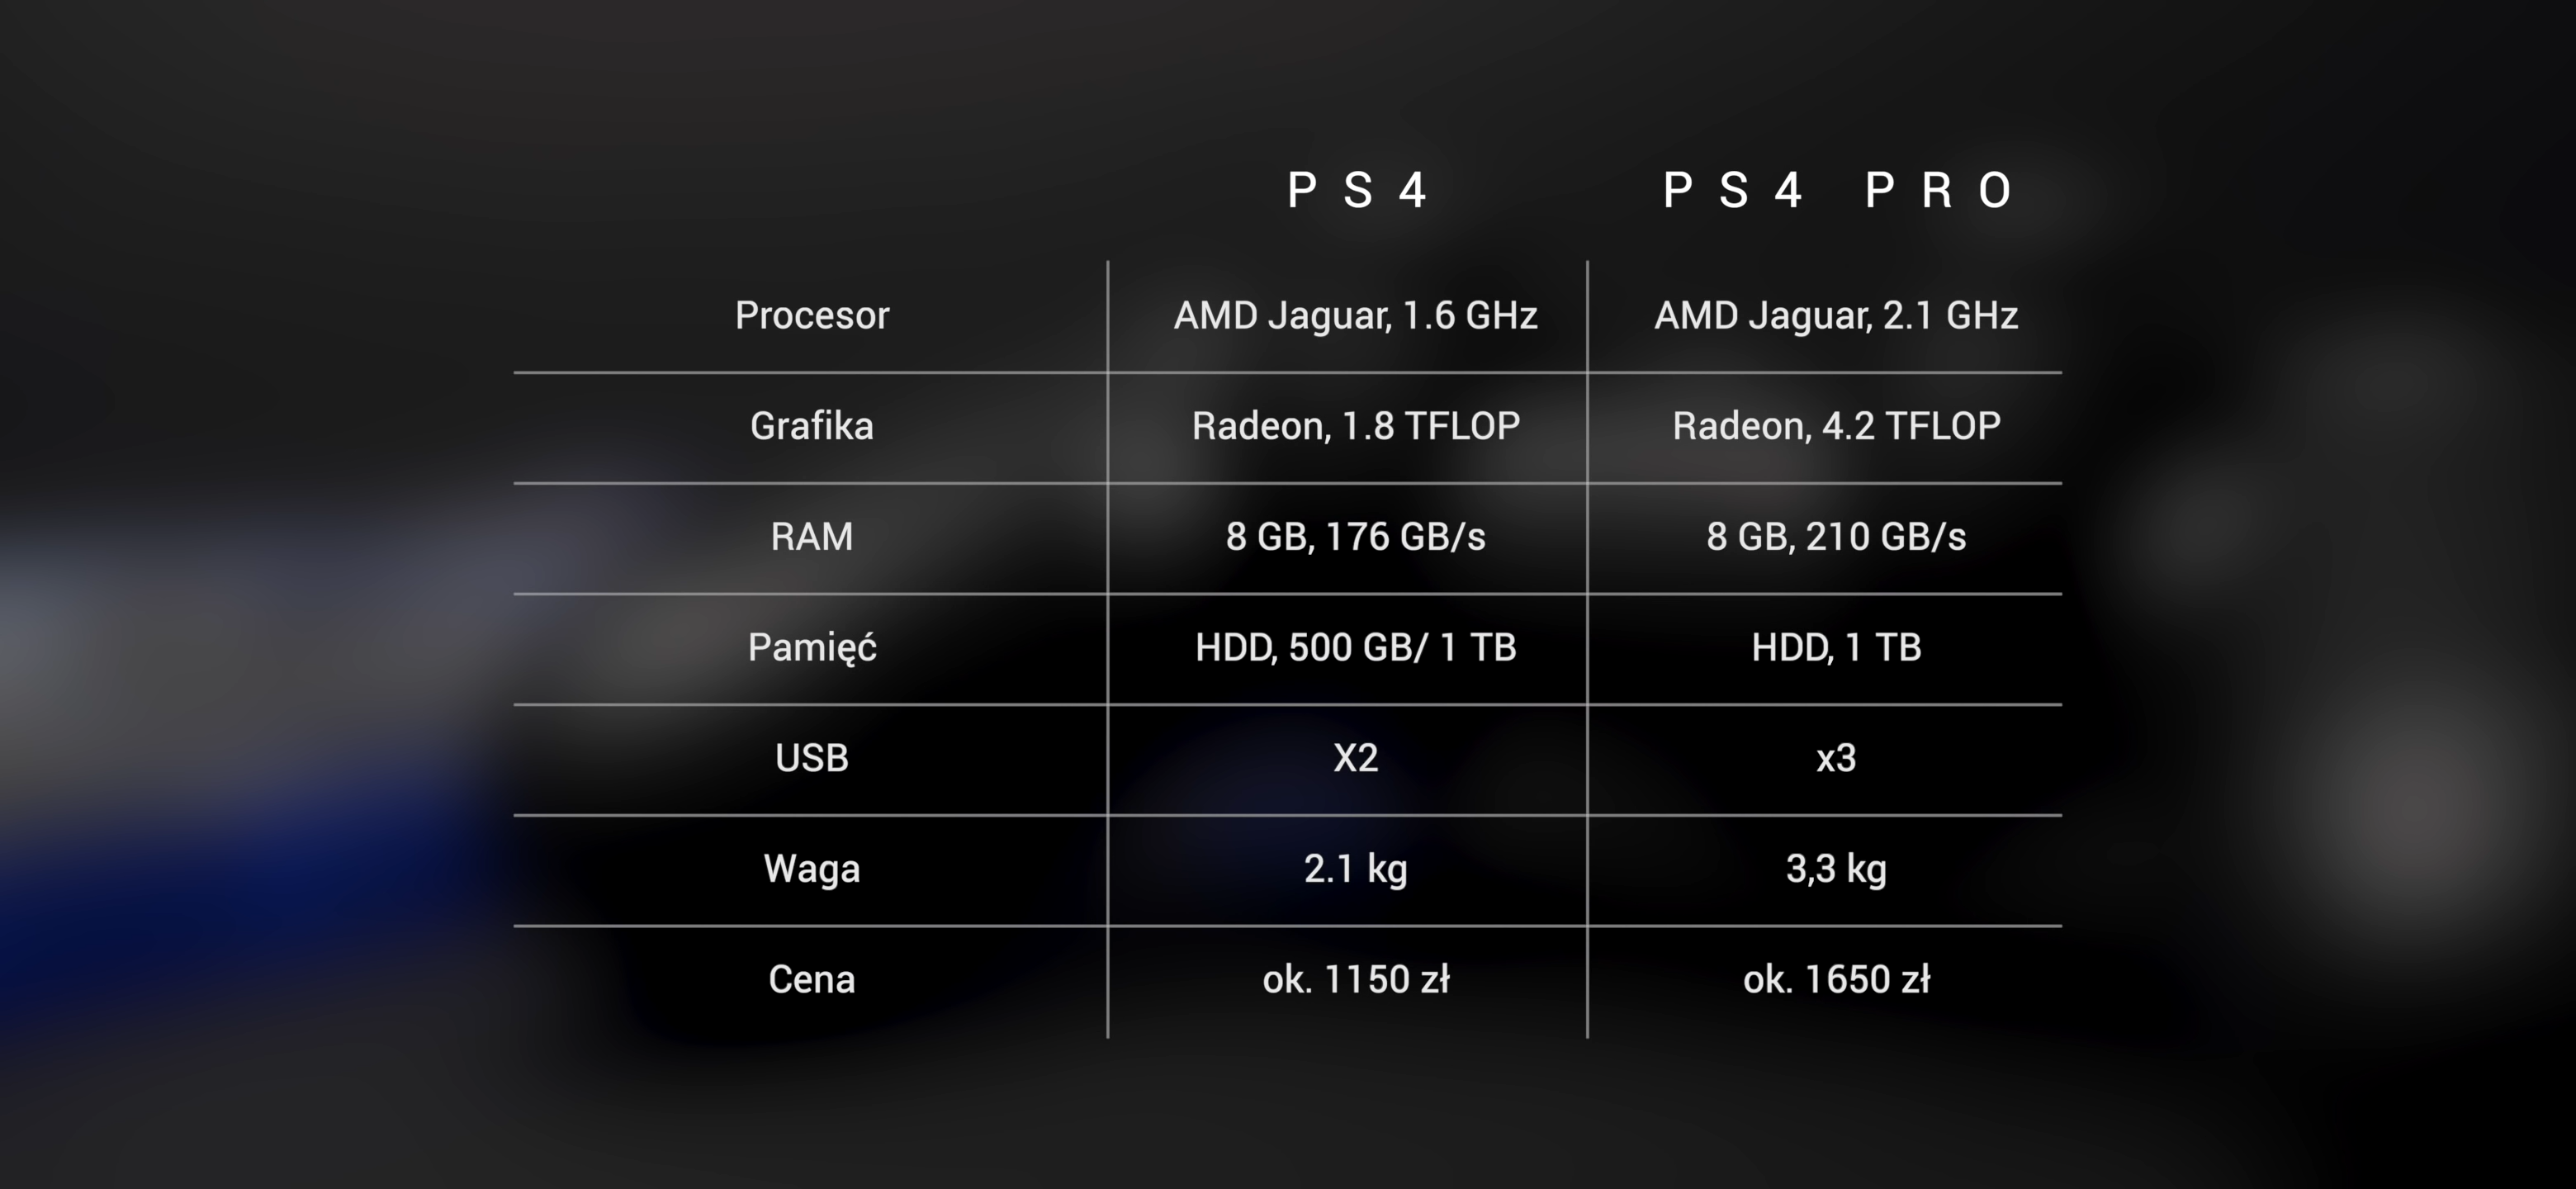 PS4 PS4 PRO
Procesor AMD Jaguar, 1.6 GHz AMD Jaguar, 2.1 GHz
Grafika Radeon, 1.8 TFLOP Radeon, 4.2 TFLOP
RAM 8 GB, 176 GB/s 8 GB, 210 GB/s
Pamięć HDD, 500 GB/ 1 TB HDD, 1 TB
USB X2 x3
Waga 2.1 kg 3,3 kg
Cena ok. 1150 zł ok. 1650 zł